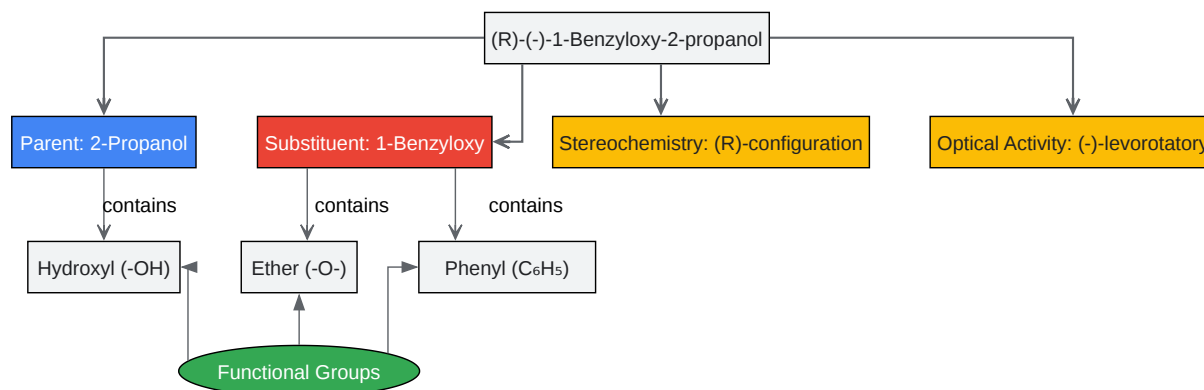 (R)-(-)-1-Benzyloxy-2-propanol
Parent: 2-Propanol
Substituent: 1-Benzyloxy
Stereochemistry: (R)-configuration
Optical Activity: (-)-levorotatory
contains
contains
contains
Hydroxyl (-OH)
Ether (-O-)
Phenyl (C₆H₅)
Functional Groups